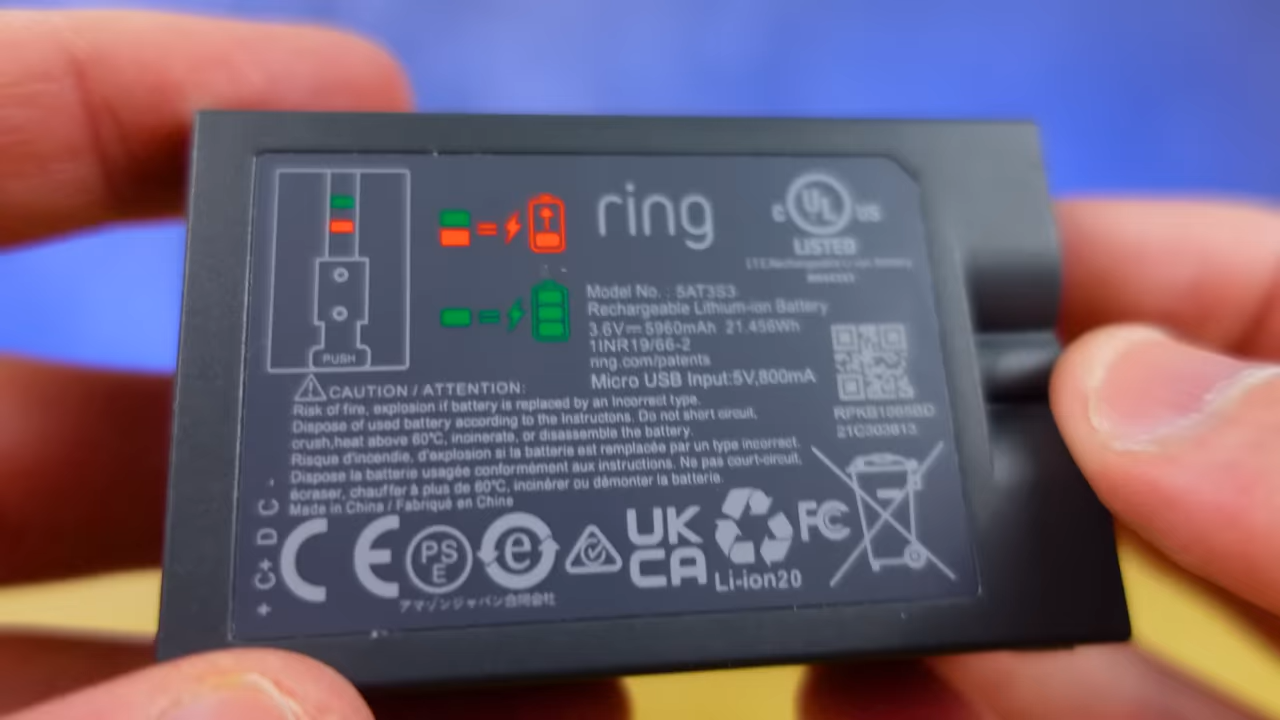 ring
C UL US
LISTED
Model No. : 5AT3S3
Rechargeable Lithium-ion Battery
3.6V⎓5960mAh 21.456Wh
1INR19/66-2
ring.com/patents
Micro USB Input:5V,800mA
PUSH
CAUTION / ATTENTION:
Risk of fire, explosion if battery is replaced by an Incorrect type.
Dispose of used battery according to the Instructons. Do not short circuit,
crush,heat above 60℃, incinerate, or disassemble the battery.
Risque d'incendie, d'explosion si la batterie est remplacée par un type incorrect.
Dispose la batterie usagée conformément aux instructions. Ne pas court-circuit,
écraser, chauffer à plus de 60℃, incinérer ou démonter la batterie.
Made in China / Fabriqué en Chine
21C303813
+ C+ D C -
CE
PS
E
e
UK
CA
FC
Li-ion20
アマゾンジャパン合同会社